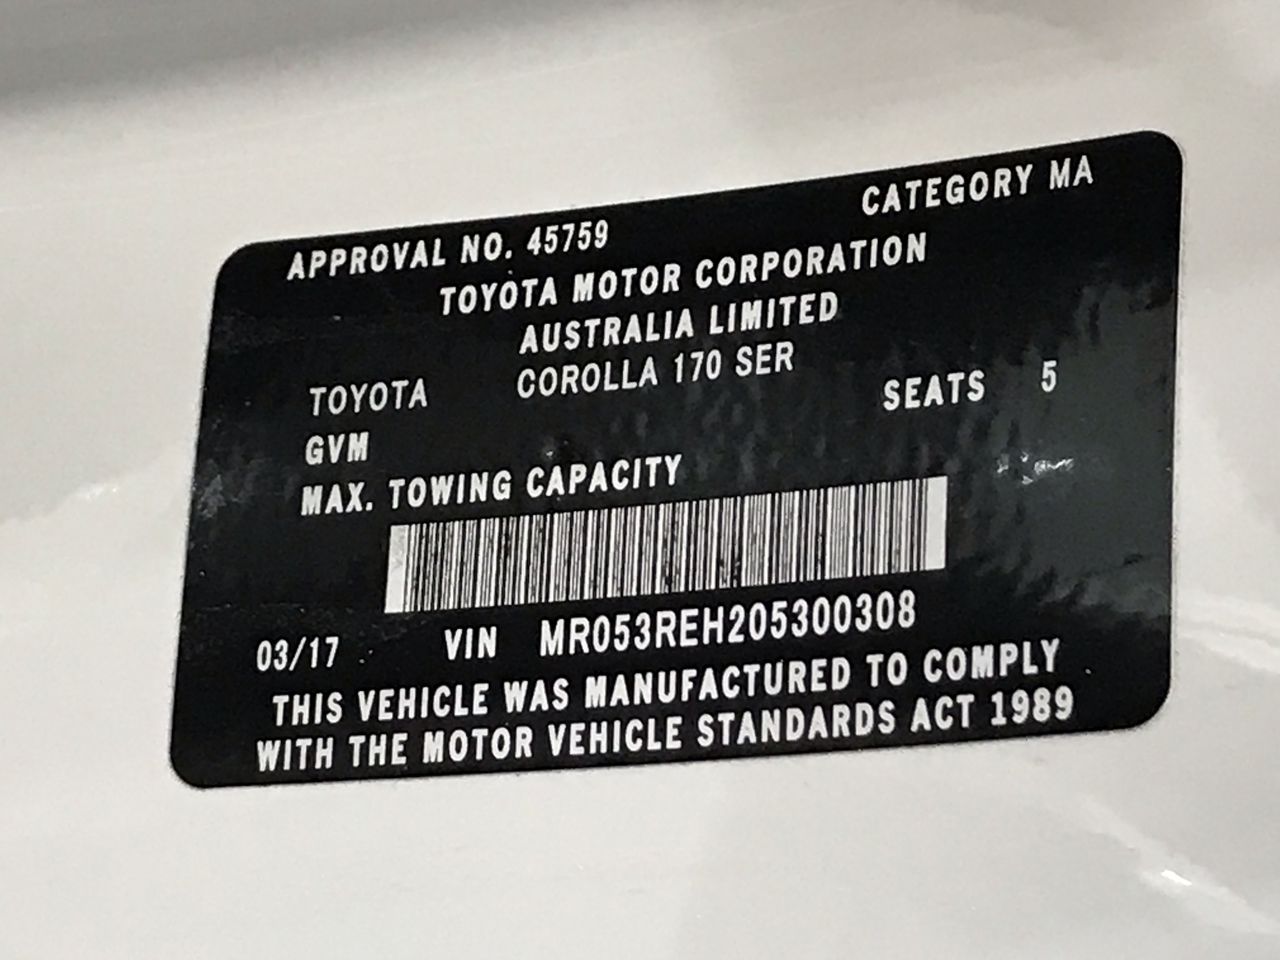 APPROVAL NO. 45759 CATEGORY MA
TOYOTA MOTOR CORPORATION
AUSTRALIA LIMITED
TOYOTA COROLLA 170 SER
SEATS 5
GVM
MAX. TOWING CAPACITY
03/17 VIN MR053REH205300308
THIS VEHICLE WAS MANUFACTURED TO COMPLY
WITH THE MOTOR VEHICLE STANDARDS ACT 1989